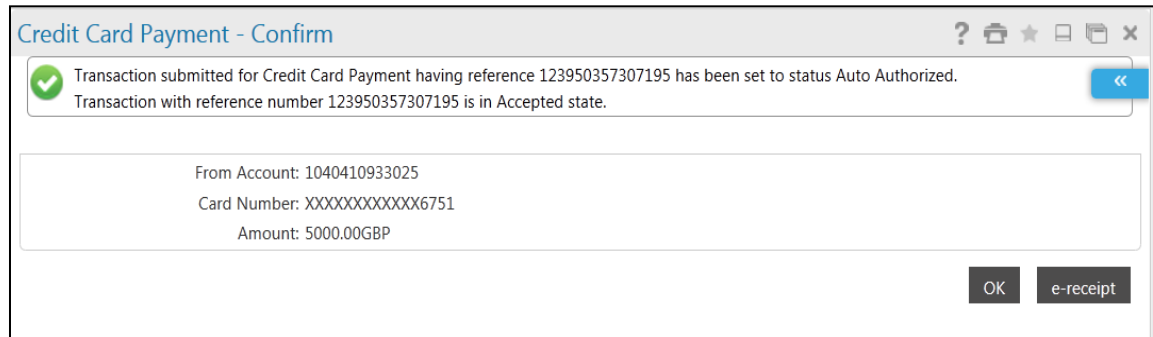 Credit Card Payment - Confirm
Transaction submitted for Credit Card Payment having reference 123950357307195 has been set to status Auto Authorized.
Transaction with reference number 123950357307195 is in Accepted state.
From Account: 1040410933025
Card Number: XXXXXXXXXXXX6751
Amount: 5000.00GBP
OK e-receipt